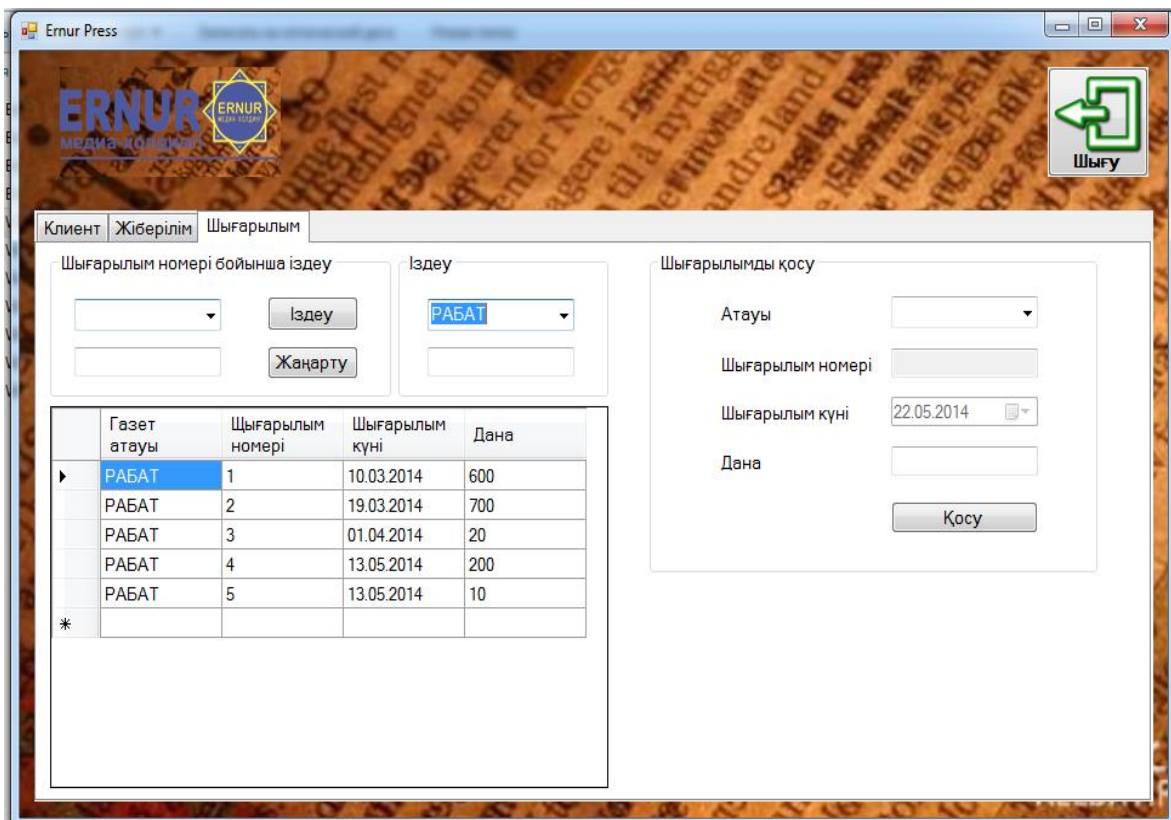 Ernur Press
ERNUR
ERNUR
МЕДИА ХОЛДИНГ
медиа-холдинг
Шығу
Клиент Жіберілім Шығарылым
Шығарылым номері бойынша іздеу
Іздеу
Жаңарту
Іздеу
РАБАТ
Газет атауы Щығарылым номері Шығарылым күні Дана
РАБАТ 1 10.03.2014 600
РАБАТ 2 19.03.2014 700
РАБАТ 3 01.04.2014 20
РАБАТ 4 13.05.2014 200
РАБАТ 5 13.05.2014 10
Шығарылымды қосу
Атауы
Шығарылым номері
Шығарылым күні 22.05.2014
Дана
Қосу